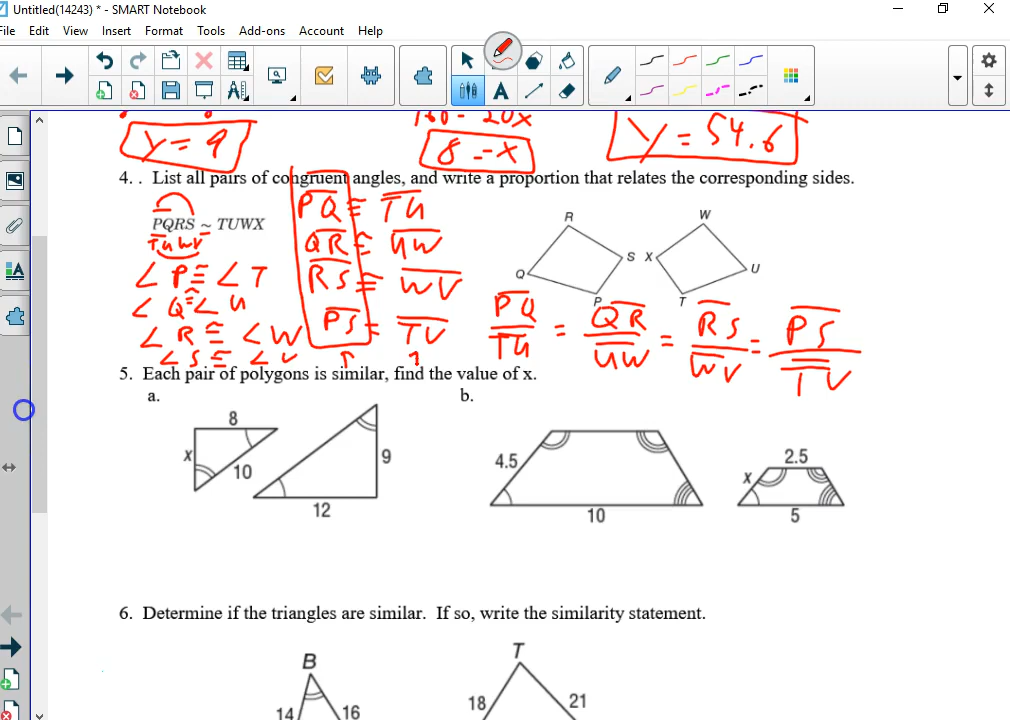 Untitled(14243) * - SMART Notebook
File Edit View Insert Format Tools Add-ons Account Help
y = 9
160 = 20x
8 = x
y = 54.6
4. . List all pairs of congruent angles, and write a proportion that relates the corresponding sides.
PQRS ~ TUWX
TUWV
∠P ≅ ∠T
∠Q ≅ ∠U
∠R ≅ ∠W
∠S ≅ ∠V
PQ ≅ TU
QR ≅ UW
RS ≅ WV
PS ≅ TV
R
S
Q
P
W
X
U
T
PQ/TU = QR/UW = RS/WV = PS/TV
5. Each pair of polygons is similar, find the value of x.
a.
b.
8
x
10
9
12
4.5
10
2.5
x
5
6. Determine if the triangles are similar. If so, write the similarity statement.
B
14
16
T
18
21